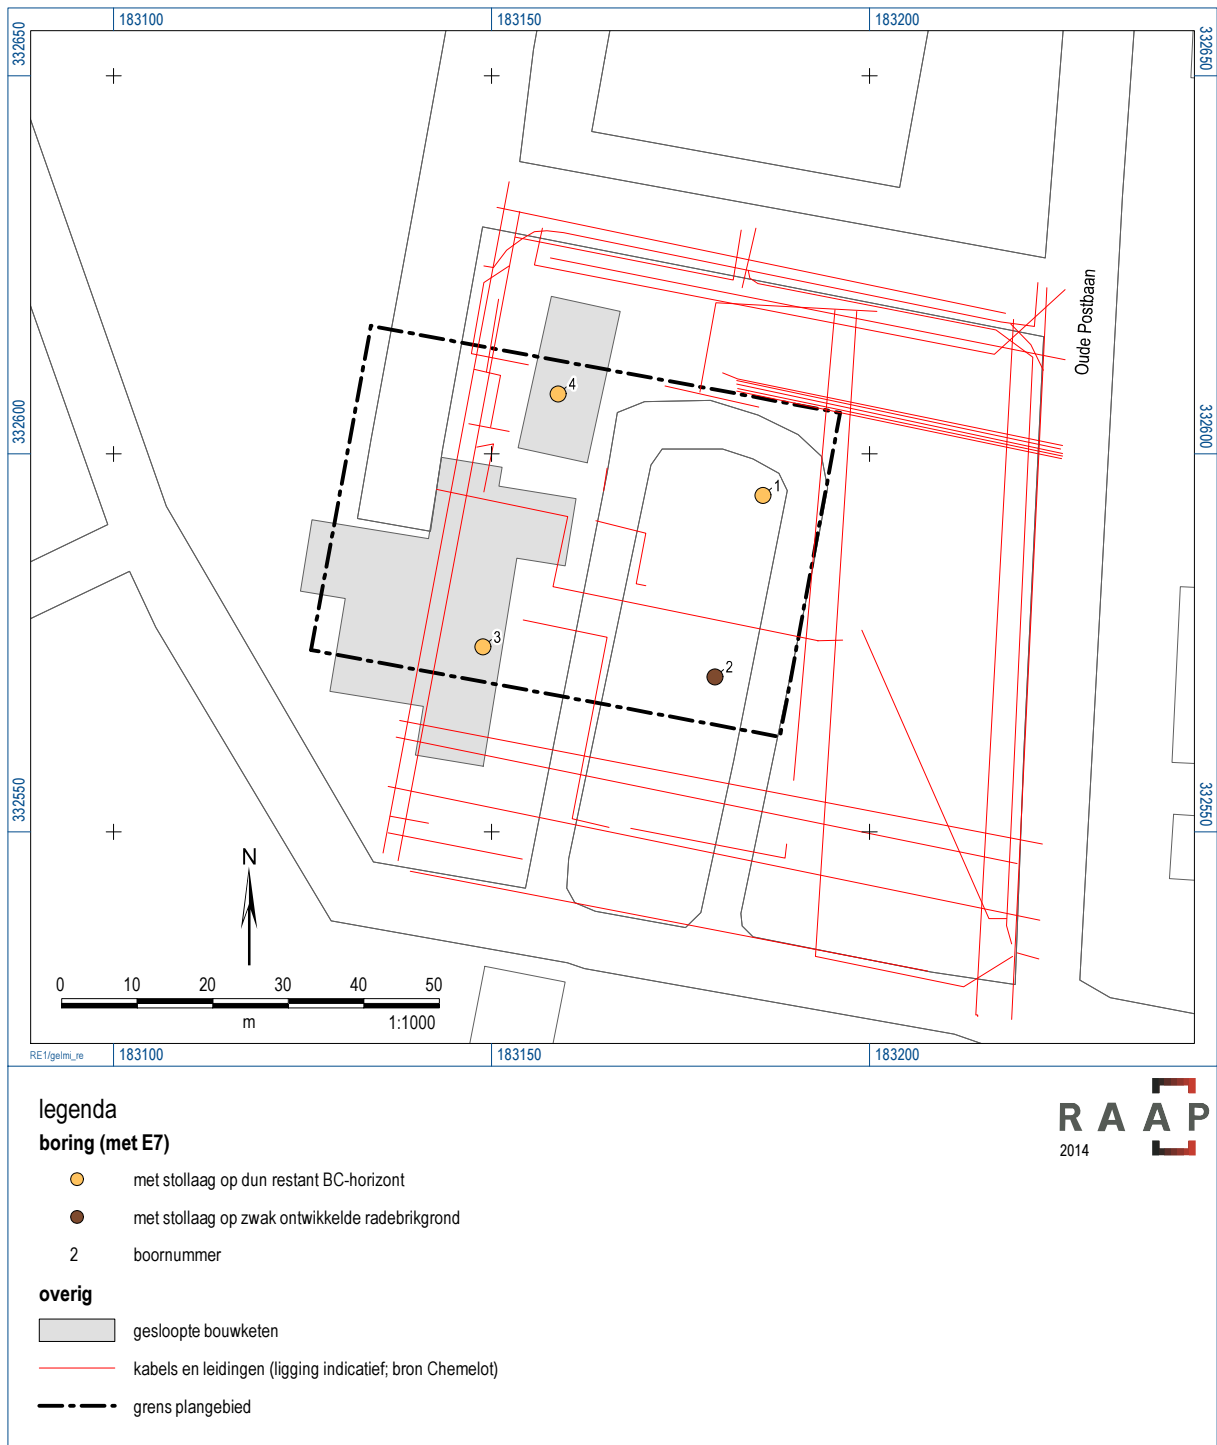 183100 183150 183200
332650 332650
Oude Postbaan
4
332600 332600
1
3
2
332550 332550
N
0 10 20 30 40 50
m 1:1000
RE1/gelmi_re
183100 183150 183200
legenda
RAAP
boring (met E7)
2014
met stollaag op dun restant BC-horizont
met stollaag op zwak ontwikkelde radebrikgrond
2 boornummer
overig
gesloopte bouwketen
kabels en leidingen (ligging indicatief; bron Chemelot)
grens plangebied